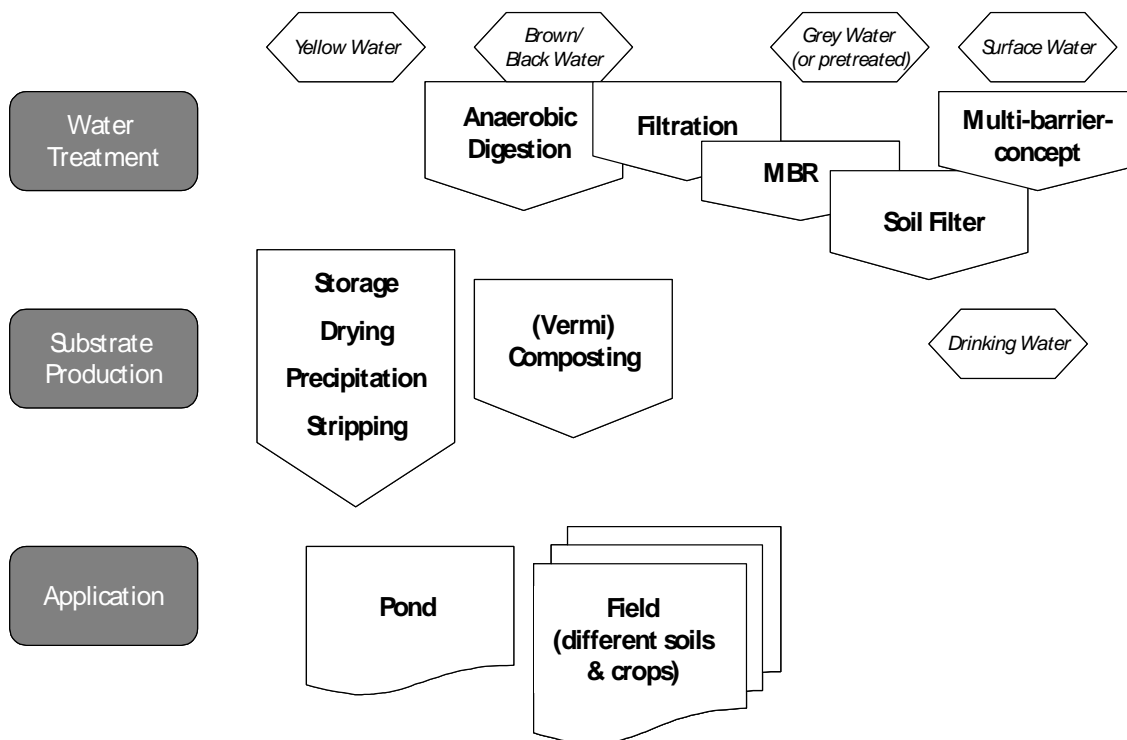 Yellow Water
Brown/
Black Water
Grey Water
(or pretreated)
Surface Water
Water
Treatment
Anaerobic
Digestion
Filtration
MBR
Soil Filter
Multi-barrier-
concept
Substrate
Production
Storage
Drying
Precipitation
Stripping
(Vermi)
Composting
Drinking Water
Application
Pond
Field
(different soils
& crops)